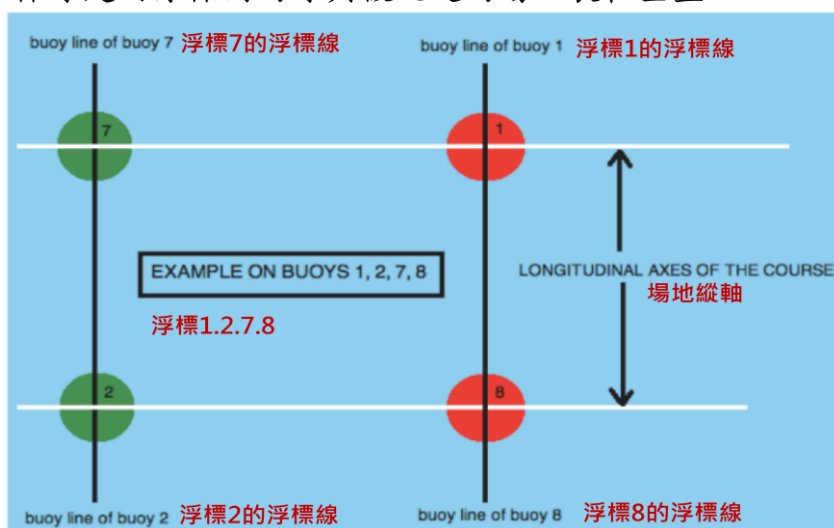 buoy line of buoy 7 浮標7的浮標線
buoy line of buoy 1 浮標1的浮標線
7
1
EXAMPLE ON BUOYS 1, 2, 7, 8
浮標1.2.7.8
LONGITUDINAL AXES OF THE COURSE
場地縱軸
2
8
buoy line of buoy 2 浮標2的浮標線
buoy line of buoy 8 浮標8的浮標線